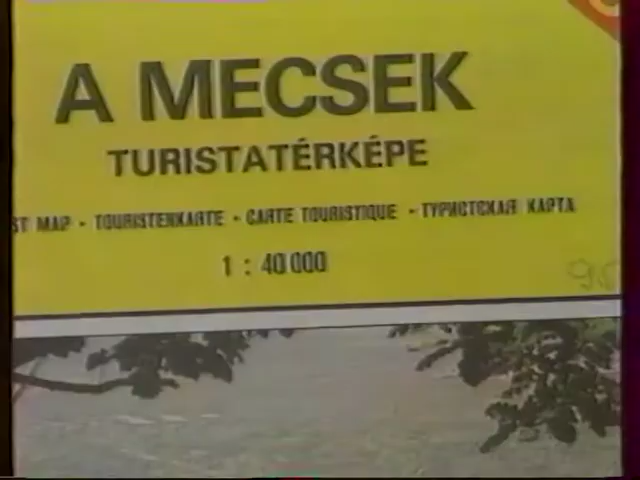 A MECSEK
TURISTATÉRKÉPE
ST MAP - TOURISTENKARTE - CARTE TOURISTIQUE - ТУРИСТСКАЯ КАРТА
1 : 40 000